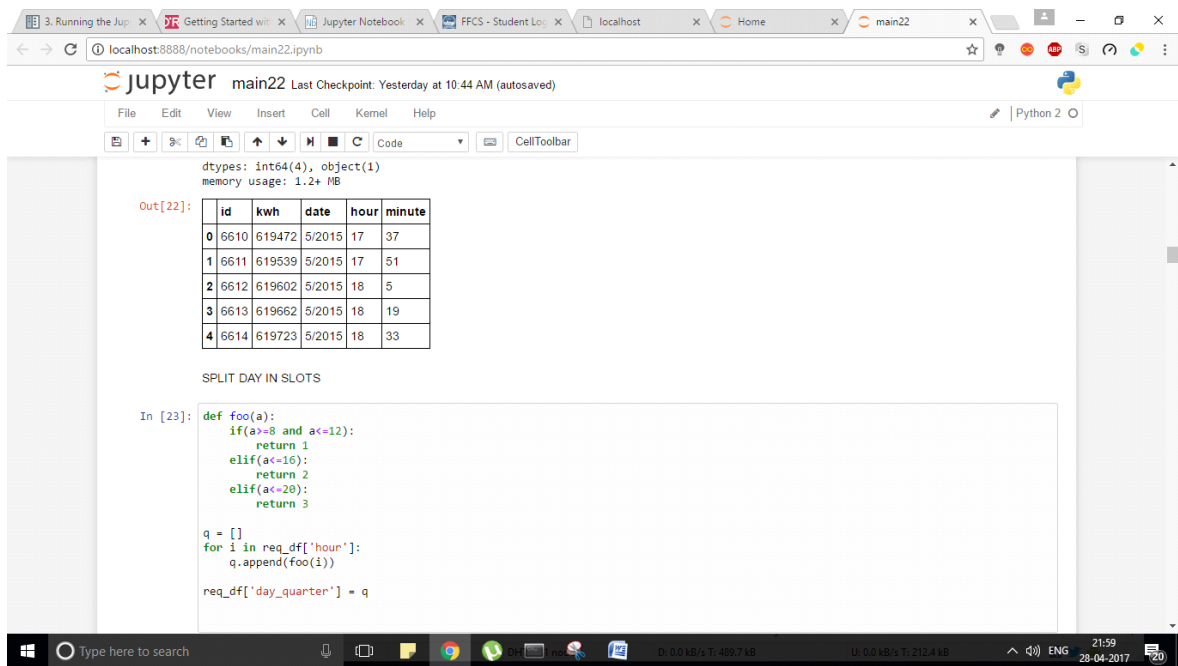 3. Running the Jup
Getting Started wit
Jupyter Notebook
FFCS - Student Log
localhost
Home
main22
localhost:8888/notebooks/main22.ipynb
ABP
S
jupyter main22 Last Checkpoint: Yesterday at 10:44 AM (autosaved)
File Edit View Insert Cell Kernel Help
Python 2
Code
CellToolbar
dtypes: int64(4), object(1)
memory usage: 1.2+ MB
Out[22]:
id kwh date hour minute
0 6610 619472 5/2015 17 37
1 6611 619539 5/2015 17 51
2 6612 619602 5/2015 18 5
3 6613 619662 5/2015 18 19
4 6614 619723 5/2015 18 33
SPLIT DAY IN SLOTS
In [23]: def foo(a):
    if(a>=8 and a<=12):
        return 1
    elif(a<=16):
        return 2
    elif(a<=20):
        return 3
q = []
for i in req_df['hour']:
    q.append(foo(i))
req_df['day_quarter'] = q
Type here to search
D: 0.0 kB/s T: 489.7 kB
U: 0.0 kB/s T: 212.4 kB
ENG
21:59
28-04-2017
20